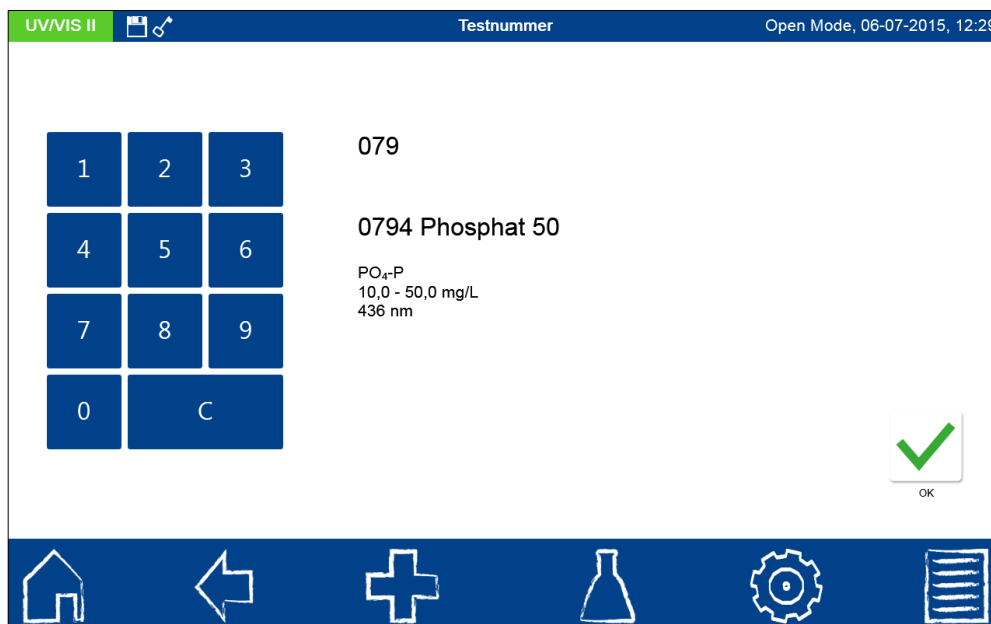 UV/VIS II Testnummer Open Mode, 06-07-2015, 12:29
079
1 2 3
0794 Phosphat 50
4 5 6
PO₄-P
10,0 - 50,0 mg/L
436 nm
7 8 9
0 C
OK